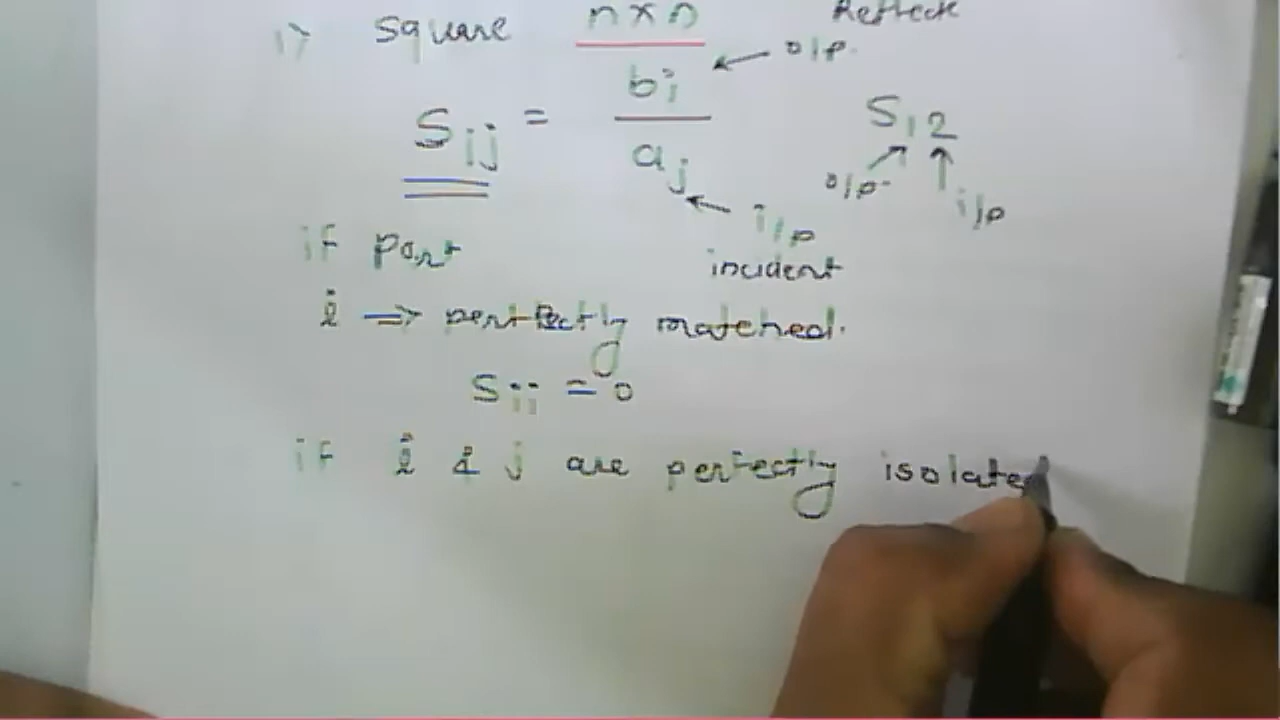 1) square n x n Reflect
bi ← o/p.
Sij = ——
aj ← i/p
S12
o/p. i/p
if port incident
i ⇒ perfectly matched.
Sii = 0
if i & j are perfectly isolated